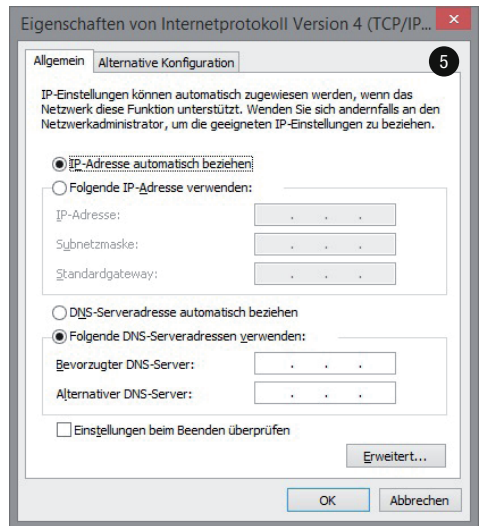 Eigenschaften von Internetprotokoll Version 4 (TCP/IP...
Allgemein Alternative Konfiguration
5
IP-Einstellungen können automatisch zugewiesen werden, wenn das
Netzwerk diese Funktion unterstützt. Wenden Sie sich andernfalls an den
Netzwerkadministrator, um die geeigneten IP-Einstellungen zu beziehen.
IP-Adresse automatisch beziehen
Folgende IP-Adresse verwenden:
IP-Adresse:
Subnetzmaske:
Standardgateway:
DNS-Serveradresse automatisch beziehen
Folgende DNS-Serveradressen verwenden:
Bevorzugter DNS-Server:
Alternativer DNS-Server:
Einstellungen beim Beenden überprüfen
Erweitert...
OK Abbrechen